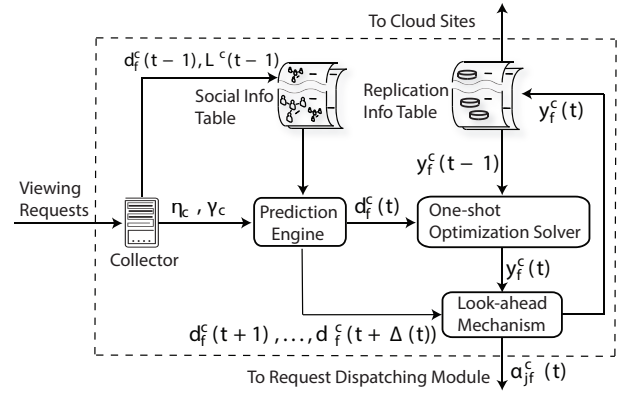 To Cloud Sites
d_f^c(t − 1), L^c(t − 1)
Social Info
Table
Replication
Info Table
y_f^c(t)
y_f^c(t − 1)
Viewing
Requests
η_c , γ_c
Prediction
Engine
d_f^c(t)
One-shot
Optimization Solver
Collector
y_f^c(t)
Look-ahead
Mechanism
d_f^c(t + 1) , ..., d_f^c(t + Δ(t))
To Request Dispatching Module
α_{jf}^c (t)